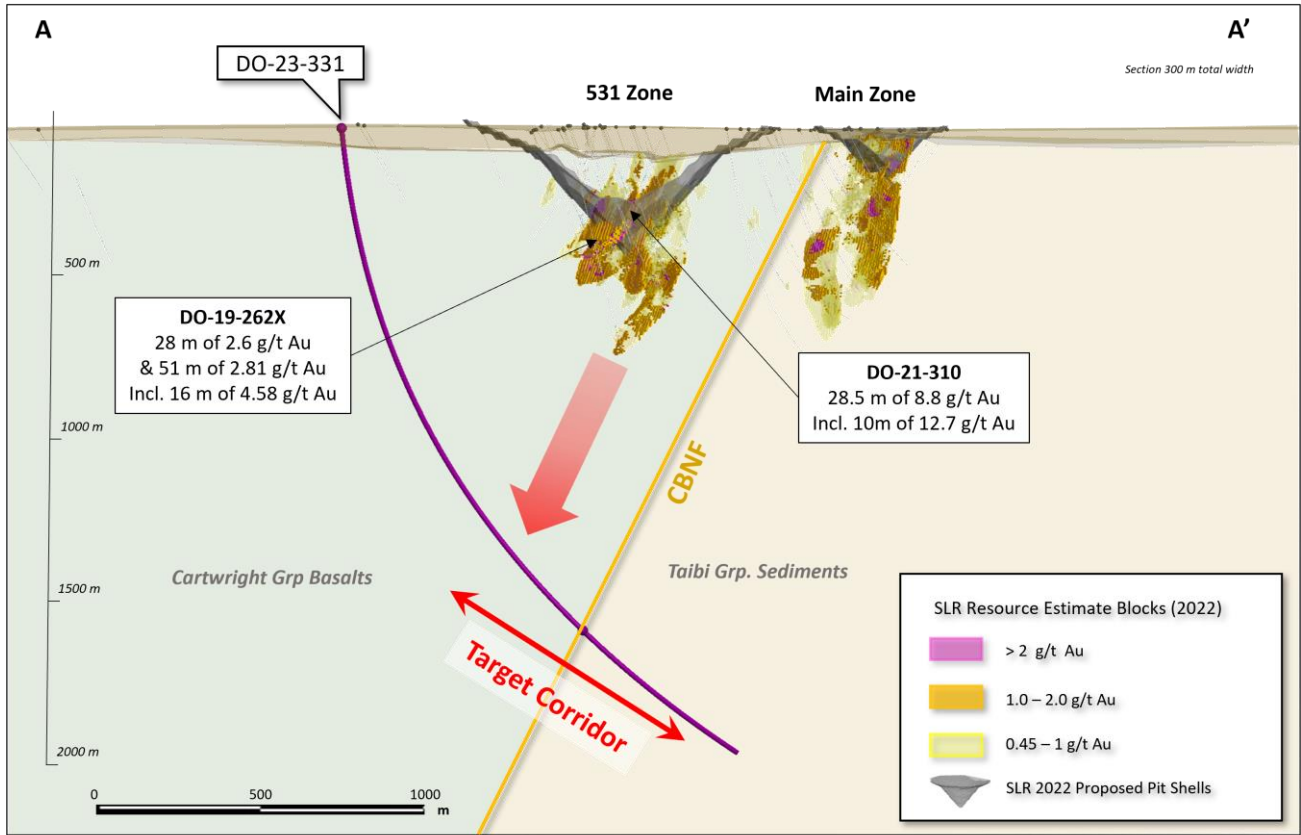 A
A’
DO-23-331
Section 300 m total width
531 Zone
Main Zone
500 m
DO-19-262X
28 m of 2.6 g/t Au
& 51 m of 2.81 g/t Au
Incl. 16 m of 4.58 g/t Au
DO-21-310
28.5 m of 8.8 g/t Au
Incl. 10m of 12.7 g/t Au
1000 m
CBNF
Cartwright Grp Basalts
Taibi Grp. Sediments
1500 m
Target Corridor
2000 m
0 500 1000
m
SLR Resource Estimate Blocks (2022)
> 2 g/t Au
1.0 – 2.0 g/t Au
0.45 – 1 g/t Au
SLR 2022 Proposed Pit Shells